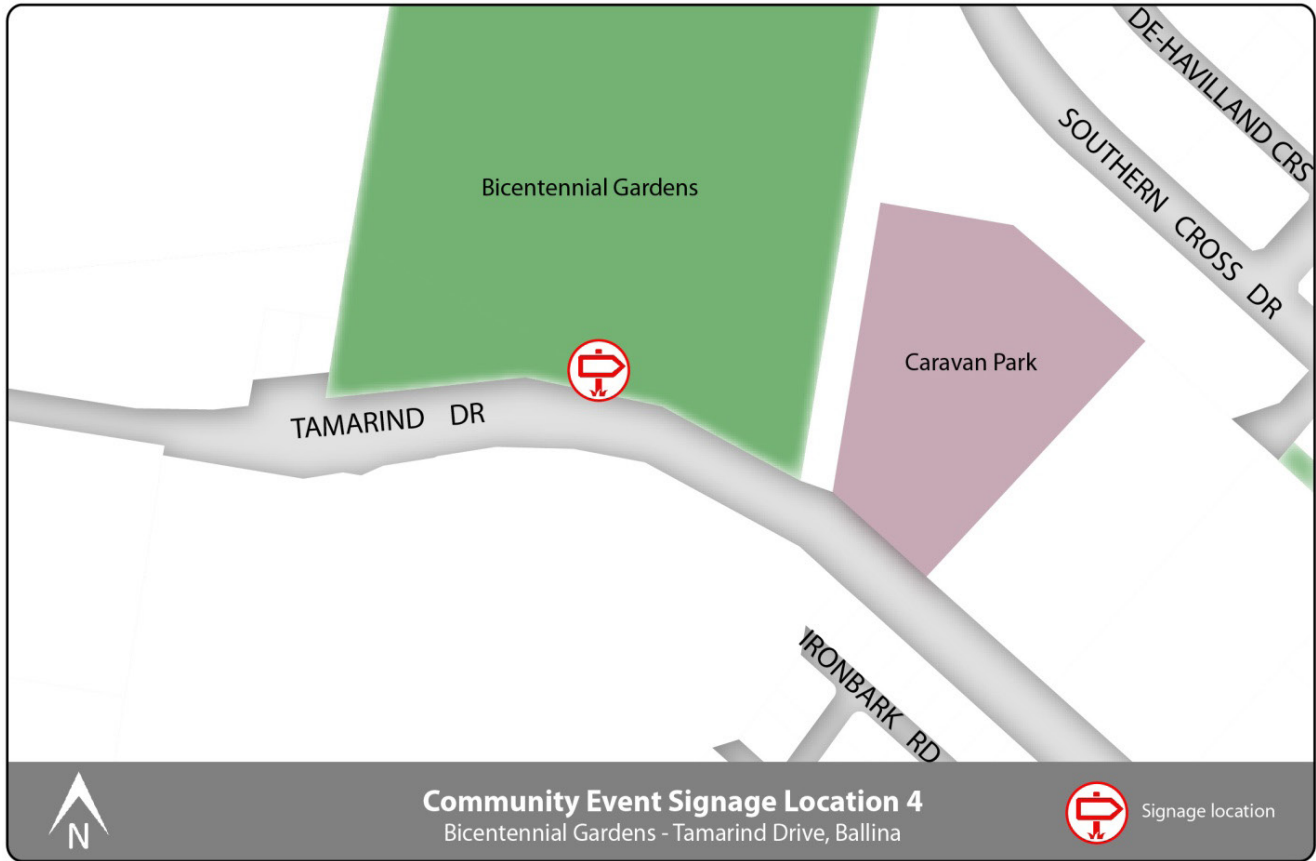 DE-HAVILLAND CRS
SOUTHERN CROSS DR
Bicentennial Gardens
Caravan Park
TAMARIND DR
IRONBARK RD
N
Community Event Signage Location 4
Bicentennial Gardens - Tamarind Drive, Ballina
Signage location